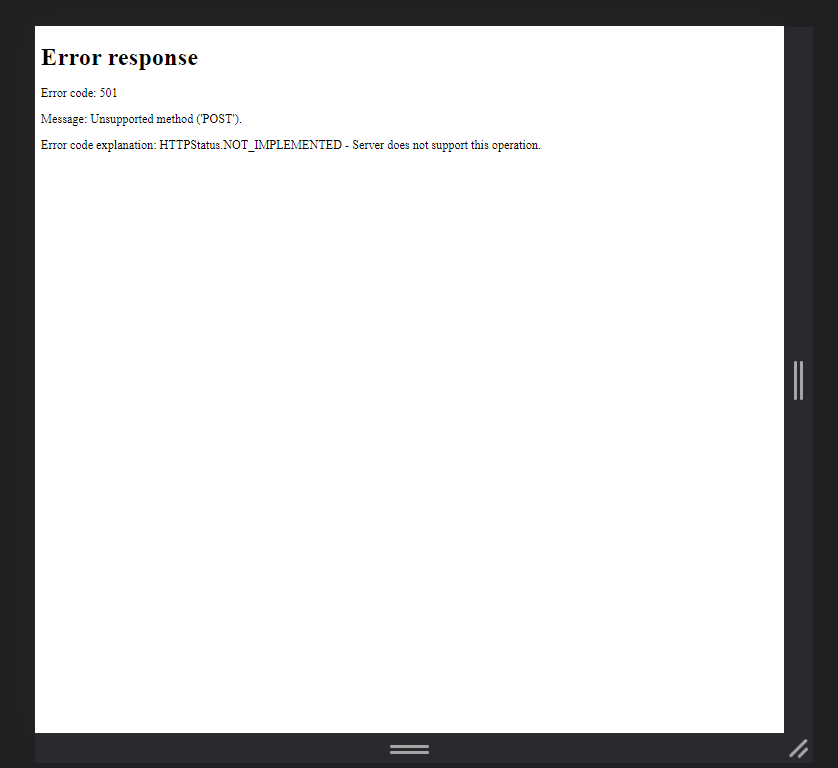 Error response
Error code: 501
Message: Unsupported method ('POST').
Error code explanation: HTTPStatus.NOT_IMPLEMENTED - Server does not support this operation.